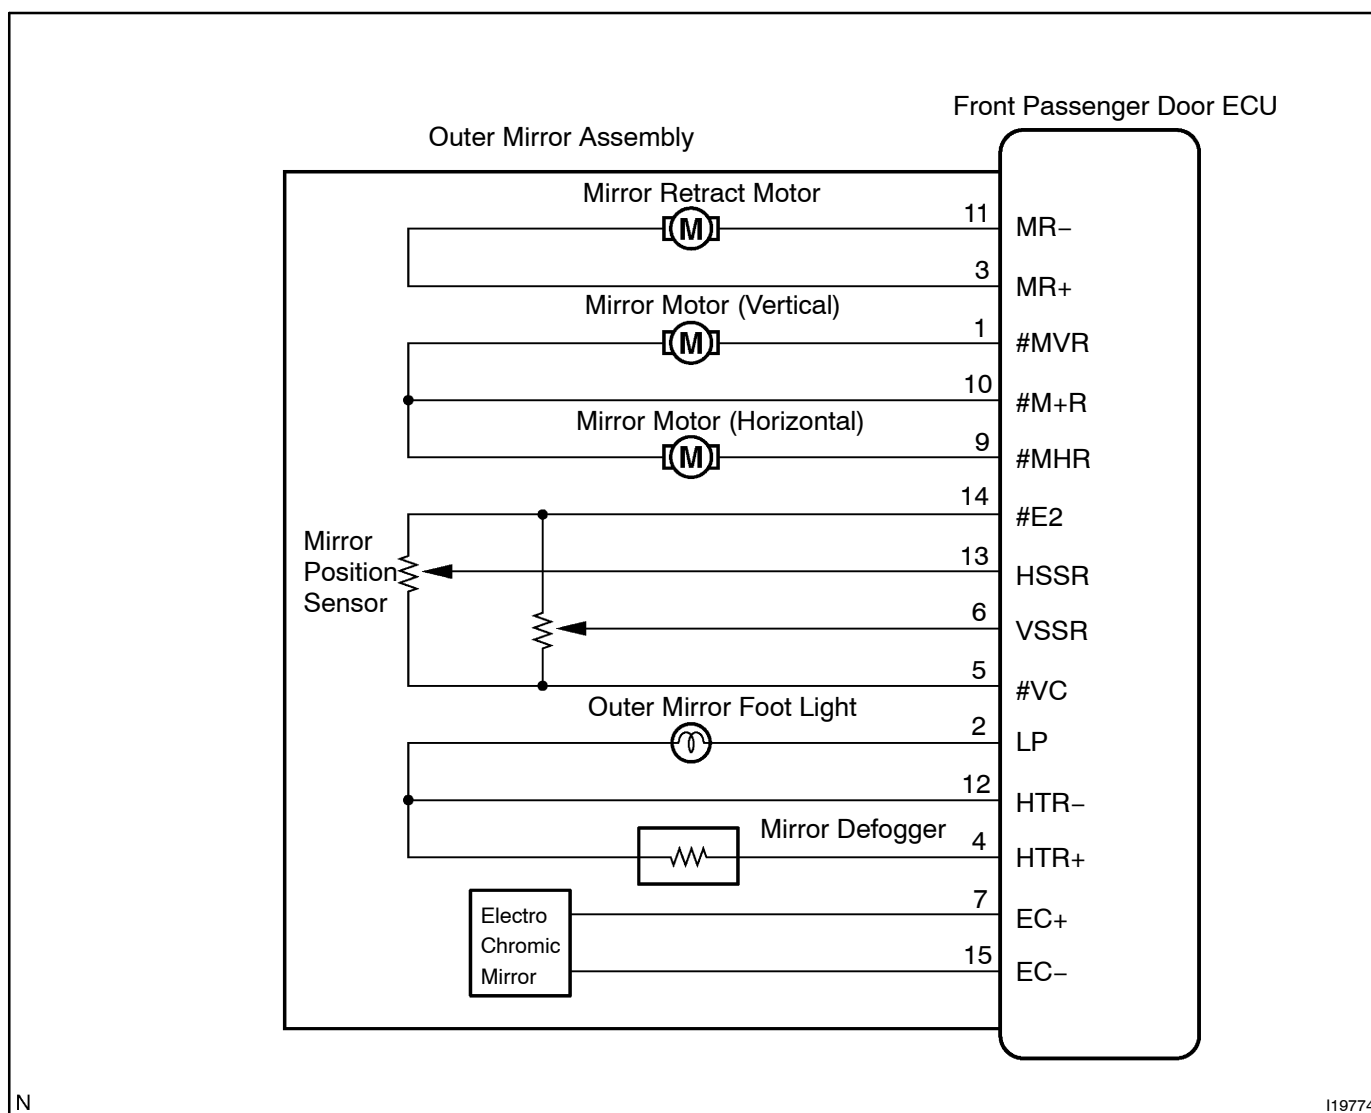 Front Passenger Door ECU
Outer Mirror Assembly
Mirror Retract Motor
M
11
MR−
3
MR+
Mirror Motor (Vertical)
M
1
#MVR
10
#M+R
Mirror Motor (Horizontal)
M
9
#MHR
14
#E2
Mirror
Position
Sensor
13
HSSR
6
VSSR
5
#VC
Outer Mirror Foot Light
2
LP
12
HTR−
Mirror Defogger
4
HTR+
Electro
Chromic
Mirror
7
EC+
15
EC−
N
I19774